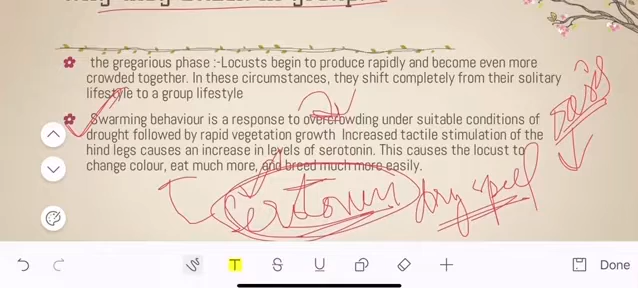 the gregarious phase :-Locusts begin to produce rapidly and become even more
crowded together. In these circumstances, they shift completely from their solitary
lifestyle to a group lifestyle
Swarming behaviour is a response to overcrowding under suitable conditions of
drought followed by rapid vegetation growth Increased tactile stimulation of the
hind legs causes an increase in levels of serotonin. This causes the locust to
change colour, eat much more, and breed much more easily.
Serotonin
Done